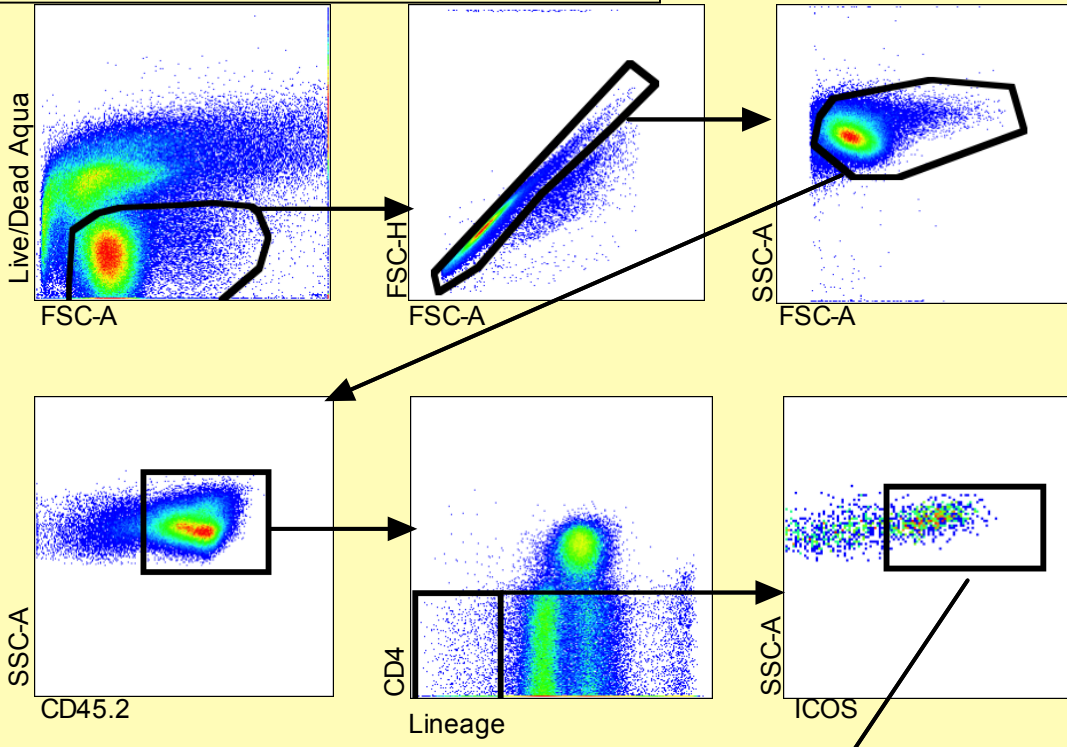 Live/Dead Aqua
FSC-A
FSC-H
FSC-A
SSC-A
FSC-A
SSC-A
CD45.2
CD4
Lineage
SSC-A
ICOS